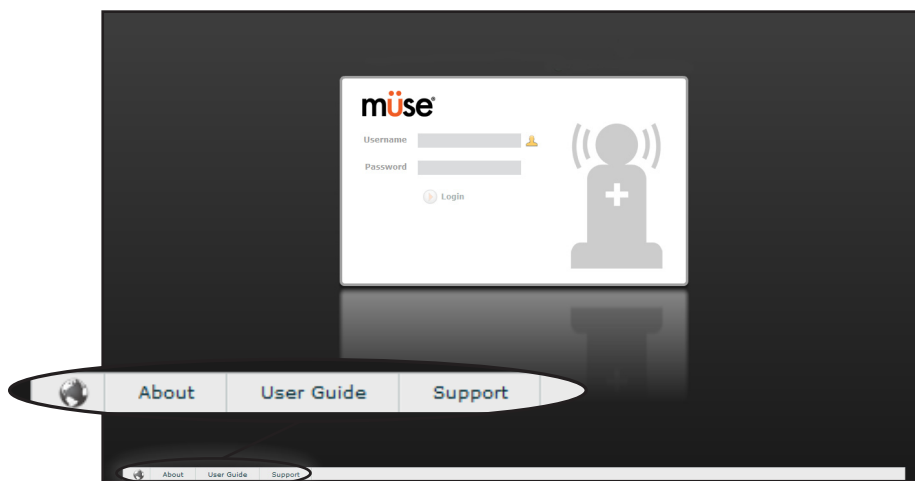 müse®
Username
Password
Login
About User Guide Support
About User Guide Support